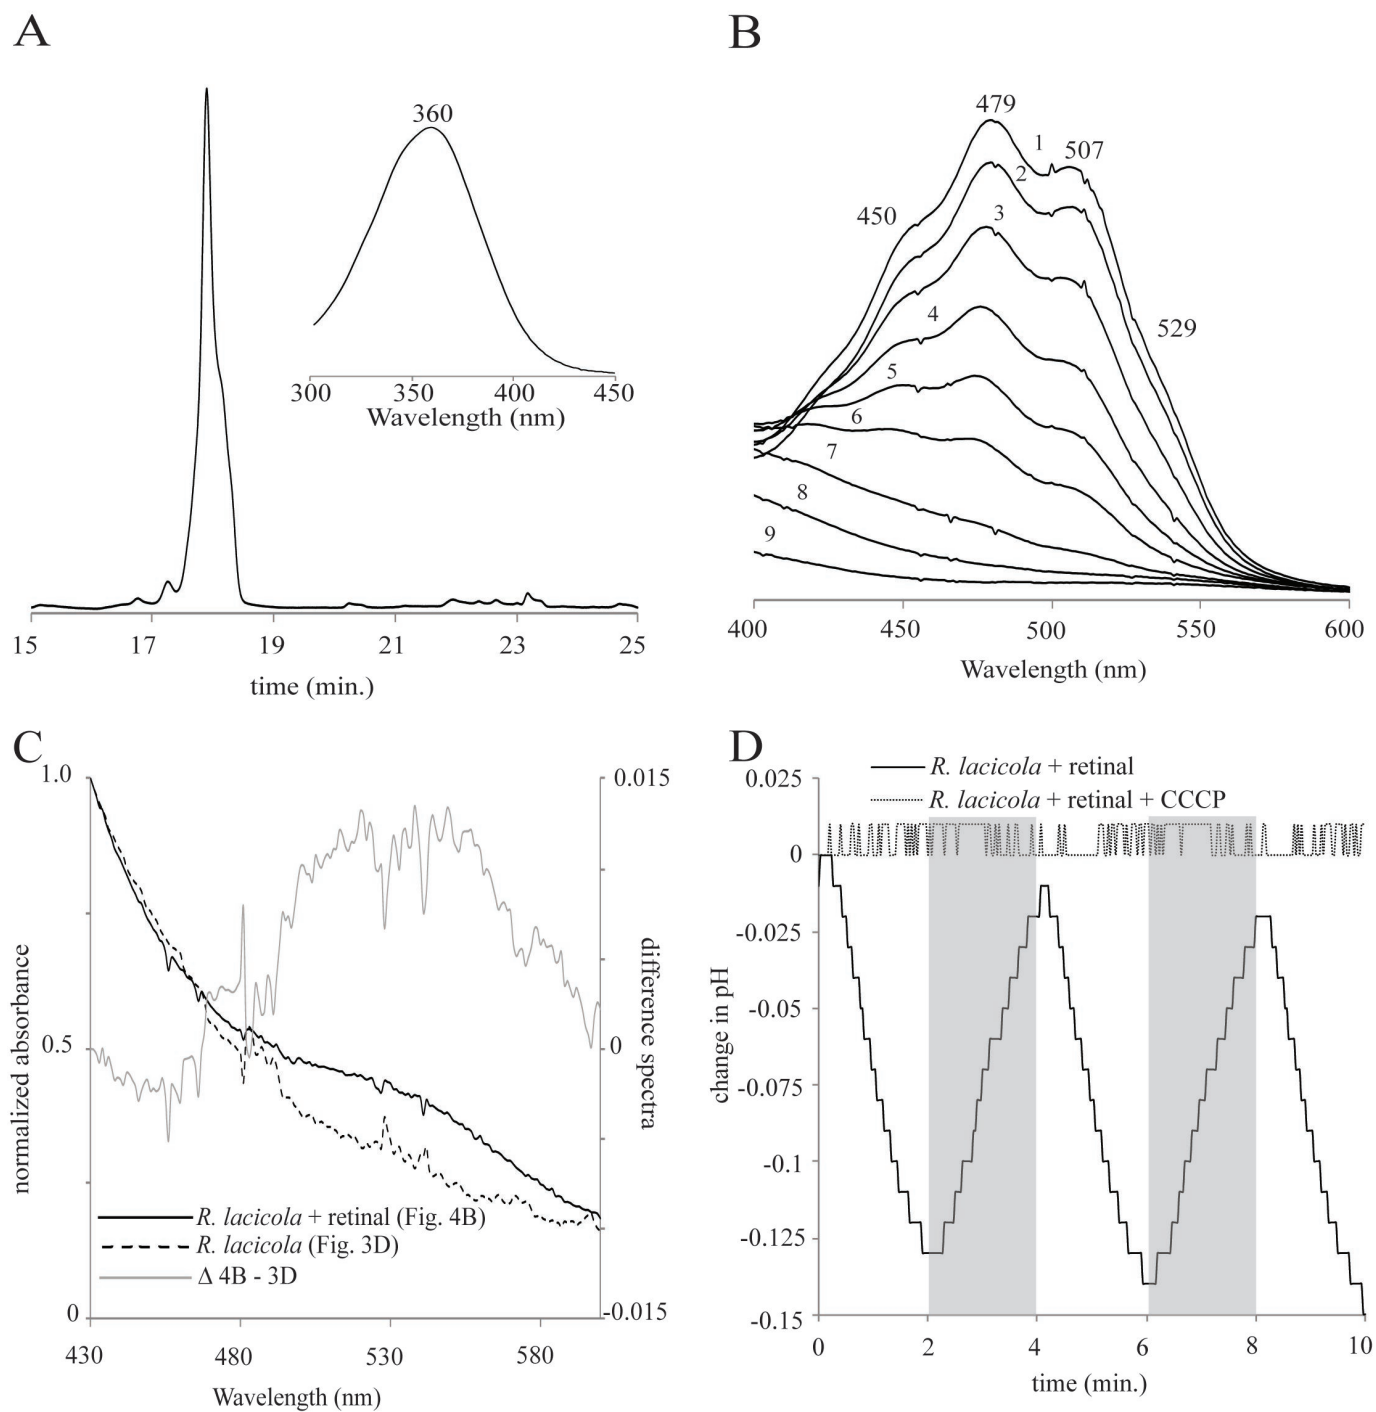 A
360
300 350 400 450
Wavelength (nm)
15 17 19 21 23 25
time (min.)
B
479
1
507
2
450
3
529
4
5
6
7
8
9
400 450 500 550 600
Wavelength (nm)
C
1.0
0.015
normalized absorbance
0.5
0
difference spectra
R. lacicola + retinal (Fig. 4B)
R. lacicola (Fig. 3D)
Δ 4B - 3D
0
-0.015
430 480 530 580
Wavelength (nm)
D
R. lacicola + retinal
R. lacicola + retinal + CCCP
0.025
0
-0.025
-0.05
-0.075
-0.1
-0.125
-0.15
change in pH
0 2 4 6 8 10
time (min.)